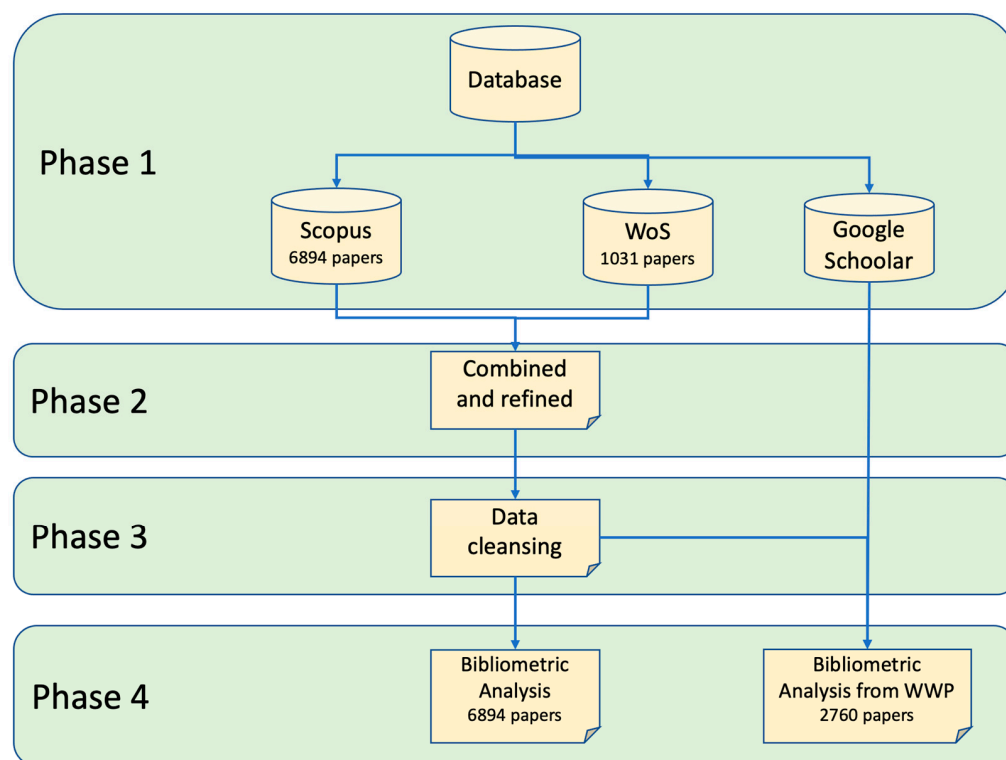 Database
Phase 1
Scopus
6894 papers
WoS
1031 papers
Google
Schoolar
Phase 2
Combined
and refined
Phase 3
Data
cleansing
Phase 4
Bibliometric
Analysis
6894 papers
Bibliometric
Analysis from WWP
2760 papers